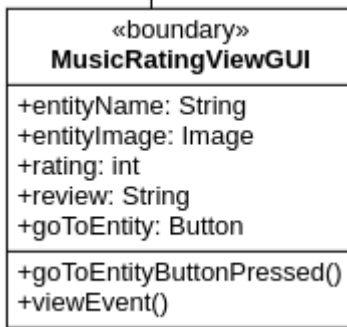 «boundary»
MusicRatingViewGUI
+entityName: String
+entityImage: Image
+rating: int
+review: String
+goToEntity: Button
+goToEntityButtonPressed()
+viewEvent()